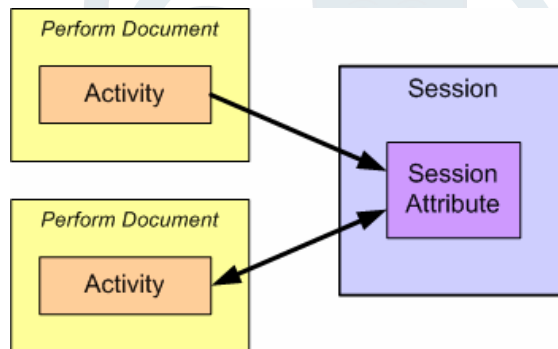 Perform Document
Activity
Session
Session
Attribute
Perform Document
Activity